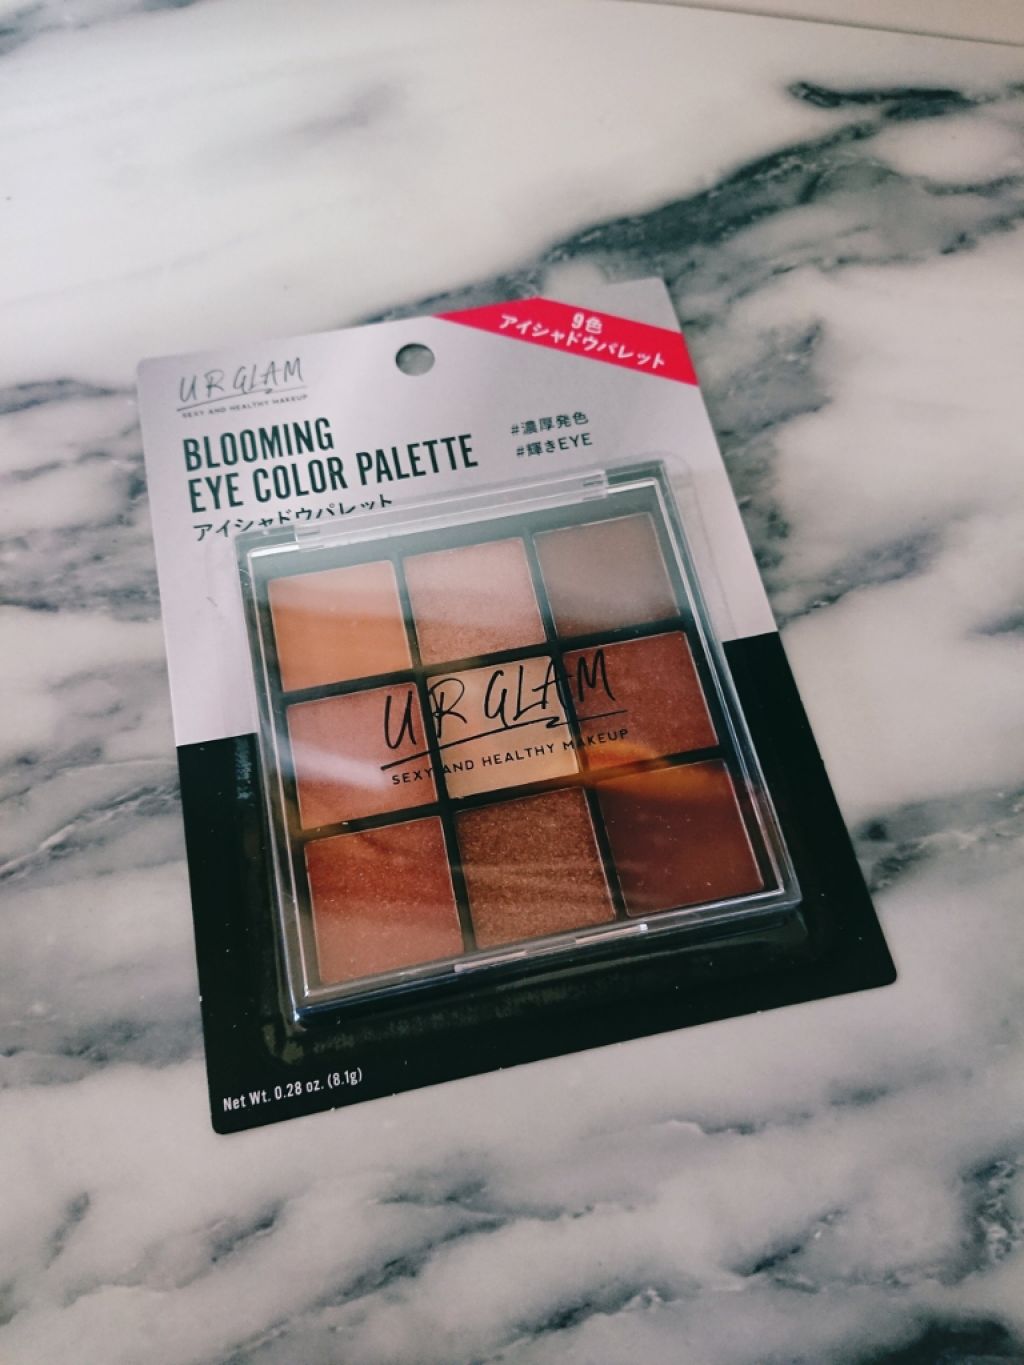 9色
アイシャドウパレット
UR GLAM
SEXY AND HEALTHY MAKEUP
BLOOMING
EYE COLOR PALETTE
アイシャドウパレット
#濃厚発色
#輝きEYE
UR GLAM
SEXY AND HEALTHY MAKEUP
Net Wt. 0.28 oz. (8.1g)